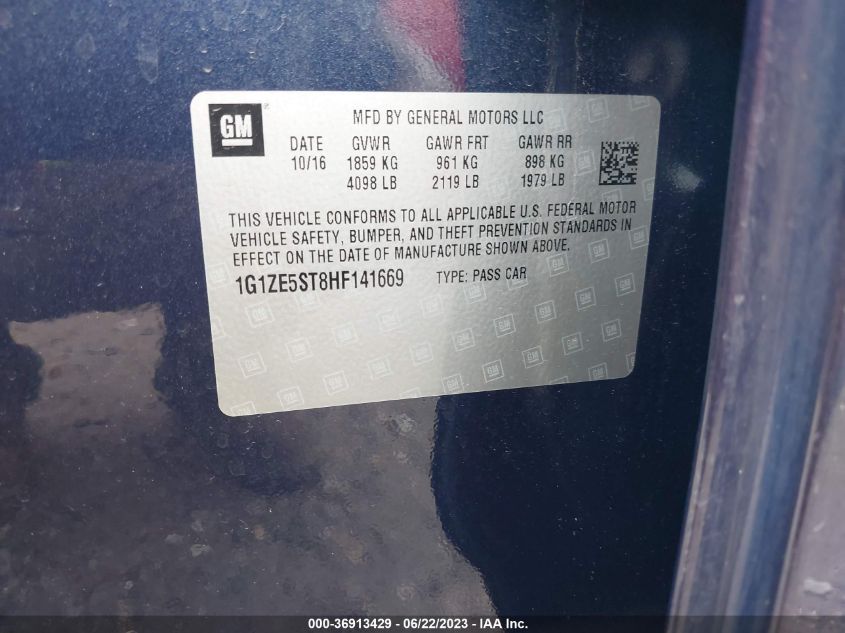 GM
MFD BY GENERAL MOTORS LLC
DATE GVWR GAWR FRT GAWR RR
10/16 1859 KG 961 KG 898 KG
4098 LB 2119 LB 1979 LB
THIS VEHICLE CONFORMS TO ALL APPLICABLE U.S. FEDERAL MOTOR
VEHICLE SAFETY, BUMPER, AND THEFT PREVENTION STANDARDS IN
EFFECT ON THE DATE OF MANUFACTURE SHOWN ABOVE.
1G1ZE5ST8HF141669 TYPE: PASS CAR
000-36913429 - 06/22/2023 - IAA Inc.